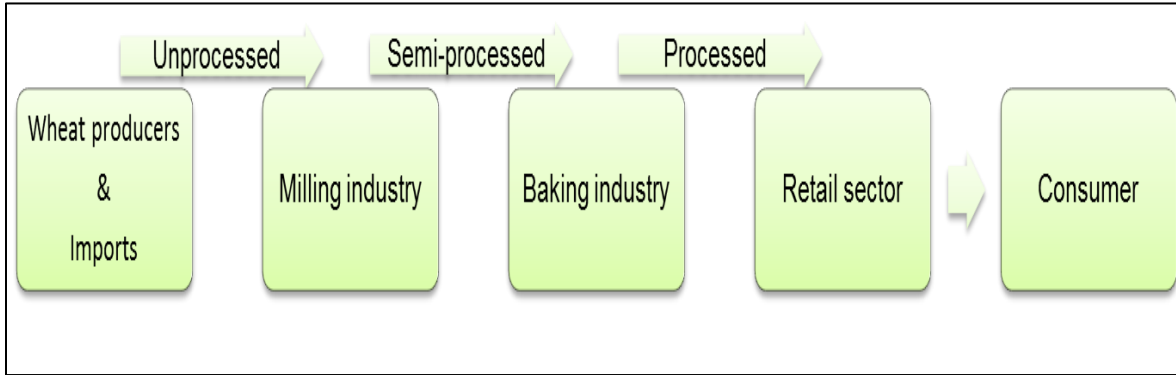 Unprocessed
Semi-processed
Processed
Wheat producers
&
Imports
Milling industry
Baking industry
Retail sector
Consumer